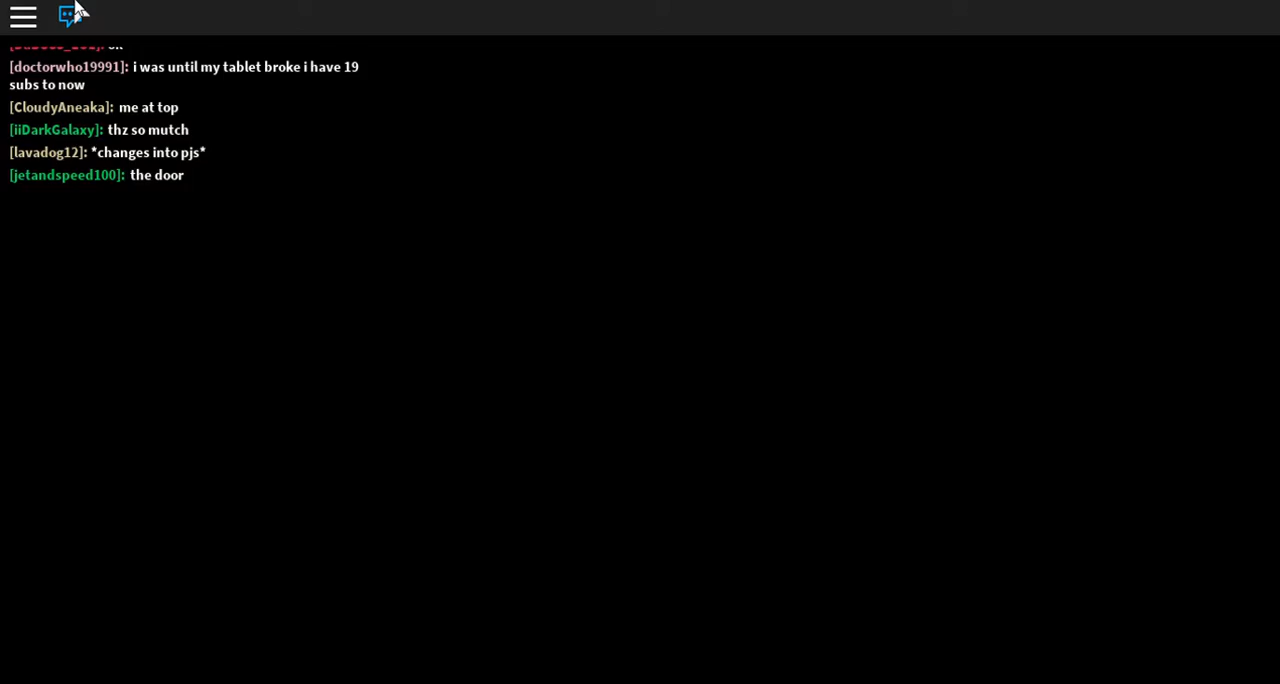 [doctorwho19991]: i was until my tablet broke i have 19
subs to now
[CloudyAneaka]: me at top
[iiDarkGalaxy]: thz so mutch
[lavadog12]: *changes into pjs*
[jetandspeed100]: the door